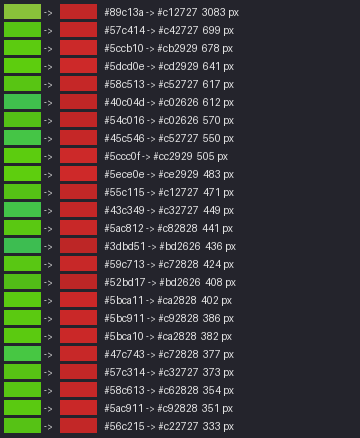 -> #89c13a -> #c12727 3083 px
-> #57c414 -> #c42727 699 px
-> #5ccb10 -> #cb2929 678 px
-> #5dcd0e -> #cd2929 641 px
-> #58c513 -> #c52727 617 px
-> #40c04d -> #c02626 612 px
-> #54c016 -> #c02626 570 px
-> #45c546 -> #c52727 550 px
-> #5ccc0f -> #cc2929 505 px
-> #5ece0e -> #ce2929 483 px
-> #55c115 -> #c12727 471 px
-> #43c349 -> #c32727 449 px
-> #5ac812 -> #c82828 441 px
-> #3dbd51 -> #bd2626 436 px
-> #59c713 -> #c72828 424 px
-> #52bd17 -> #bd2626 408 px
-> #5bca11 -> #ca2828 402 px
-> #5bc911 -> #c92828 386 px
-> #5bca10 -> #ca2828 382 px
-> #47c743 -> #c72828 377 px
-> #57c314 -> #c32727 373 px
-> #58c613 -> #c62828 354 px
-> #5ac911 -> #c92828 351 px
-> #56c215 -> #c22727 333 px